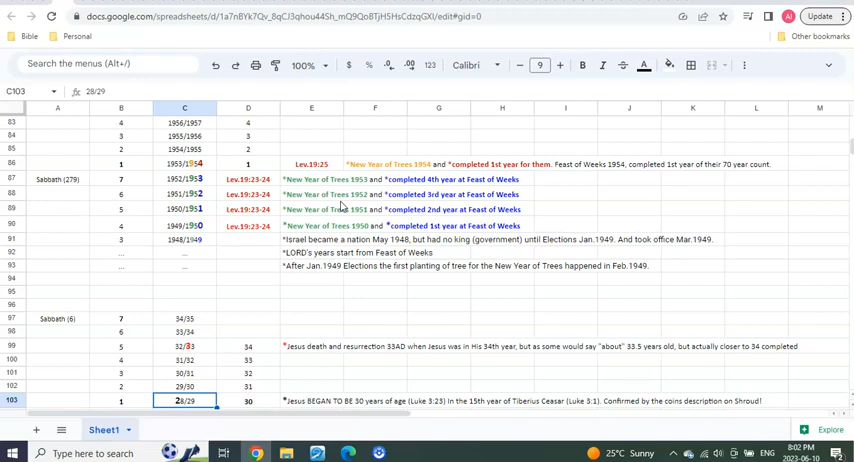 docs.google.com/spreadsheets/d/1a7nBYk7Qv_8qCJ3qhou44Sh_mQ9QoBTjHSHsCdzqGXI/edit#gid=0
AI Update
Bible Personal Other bookmarks
Search the menus (Alt+/) 100% $ % .0 .00 123 Calibri 9 B I S A
C103 fx 28/29
A B C D E F G H I J K L M
83 4 1956/1957 4
84 3 1955/1956 3
85 2 1954/1955 2
86 1 1953/1954 1 Lev.19:25 *New Year of Trees 1954 and *completed 1st year for them. Feast of Weeks 1954, completed 1st year of their 70 year count.
87 Sabbath (279) 7 1952/1953 Lev.19:23-24 *New Year of Trees 1953 and *completed 4th year at Feast of Weeks
88 6 1951/1952 Lev.19:23-24 *New Year of Trees 1952 and *completed 3rd year at Feast of Weeks
89 5 1950/1951 Lev.19:23-24 *New Year of Trees 1951 and *completed 2nd year at Feast of Weeks
90 4 1949/1950 Lev.19:23-24 *New Year of Trees 1950 and *completed 1st year at Feast of Weeks
91 3 1948/1949 *Israel became a nation May 1948, but had no king (government) until Elections Jan.1949. And took office Mar.1949.
92 ... ... *LORD's years start from Feast of Weeks
93 ... ... *After Jan.1949 Elections the first planting of tree for the New Year of Trees happened in Feb.1949.
94
95
96
97 Sabbath (6) 7 34/35
98 6 33/34
99 5 32/33 34 *Jesus death and resurrection 33AD when Jesus was in His 34th year, but as some would say "about" 33.5 years old, but actually closer to 34 completed
100 4 31/32 33
101 3 30/31 32
102 2 29/30 31
103 1 28/29 30 *Jesus BEGAN TO BE 30 years of age (Luke 3:23) In the 15th year of Tiberius Ceasar (Luke 3:1). Confirmed by the coins description on Shroud!
Sheet1 Explore
Type here to search 25°C Sunny ENG 8:02 PM 2023-06-10 2